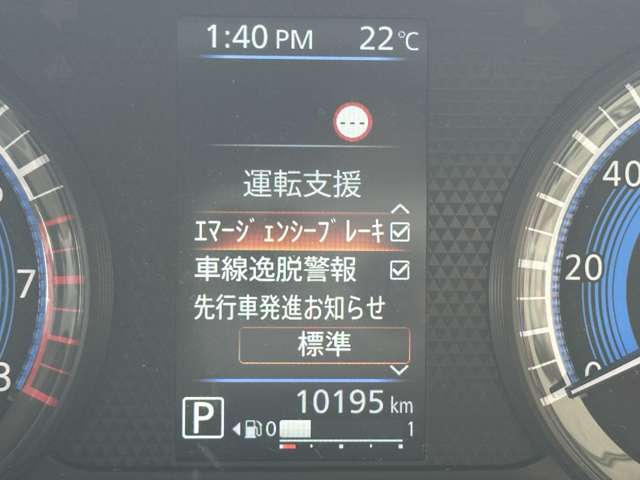 1:40 PM 22°C
---
運転支援
エマージェンシーブレーキ
車線逸脱警報
先行車発進お知らせ
標準
10195 km
P 0 1
7
8
40
20
0